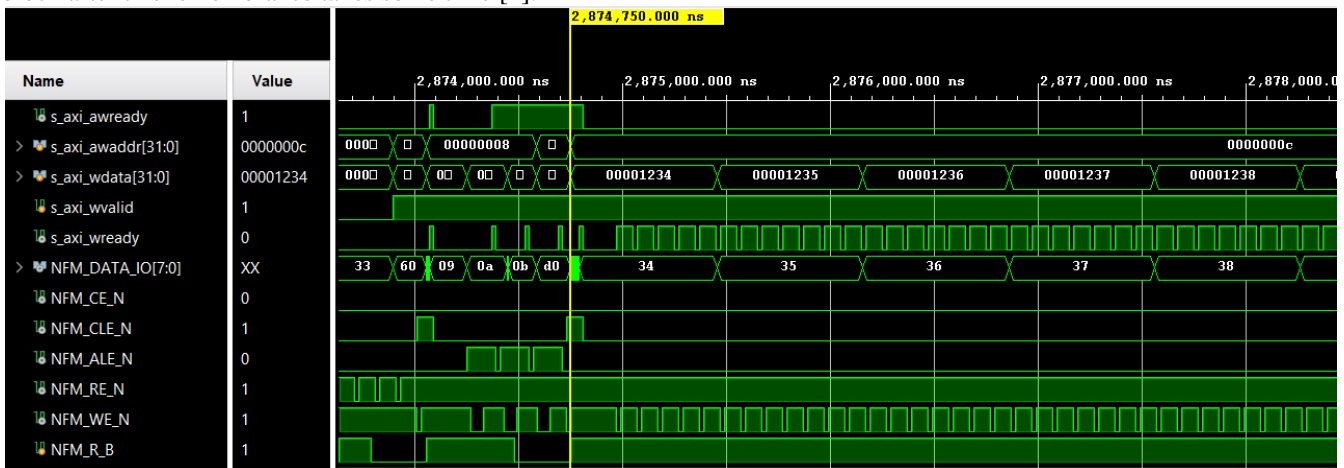 2,874,750.000 ns
Name Value 2,874,000.000 ns 2,875,000.000 ns 2,876,000.000 ns 2,877,000.000 ns 2,878,000.0
s_axi_awready 1
s_axi_awaddr[31:0] 0000000c 000 00000008 0000000c
s_axi_wdata[31:0] 00001234 000 0 0 00001234 00001235 00001236 00001237 00001238
s_axi_wvalid 1
s_axi_wready 0
NFM_DATA_IO[7:0] XX 33 60 09 0a 0b d0 34 35 36 37 38
NFM_CE_N 0
NFM_CLE_N 1
NFM_ALE_N 0
NFM_RE_N 1
NFM_WE_N 1
NFM_R_B 1